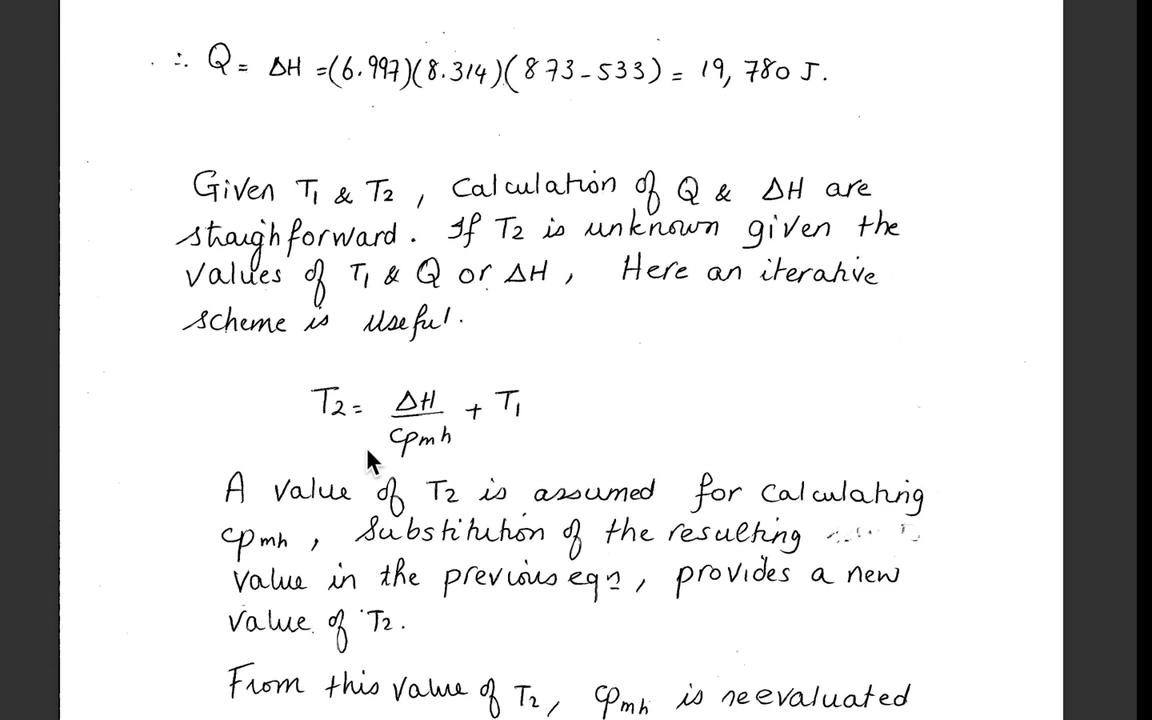 ∴ Q = ΔH = (6.997)(8.314)(873-533) = 19,780 J.
Given T1 & T2, Calculation of Q & ΔH are
straighforward. If T2 is unknown given the
values of T1 & Q or ΔH, Here an iterative
scheme is useful.
T2 = ΔH/cpmh + T1
A value of T2 is assumed for calculating
cpmh, Substitution of the resulting
value in the previous eqn, provides a new
value of T2.
From this value of T2, cpmh is reevaluated